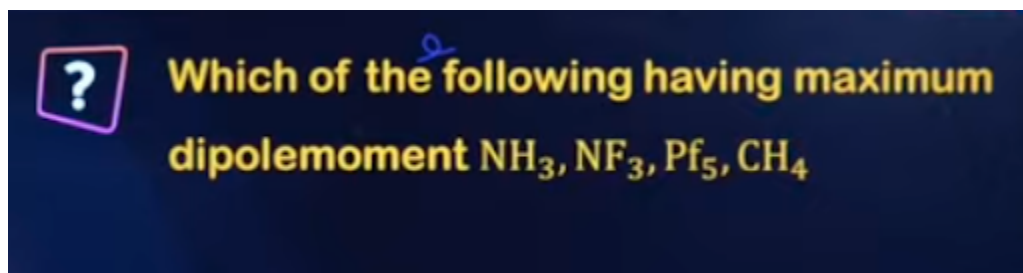 ? Which of the following having maximum
dipolemoment NH₃, NF₃, Pf₅, CH₄